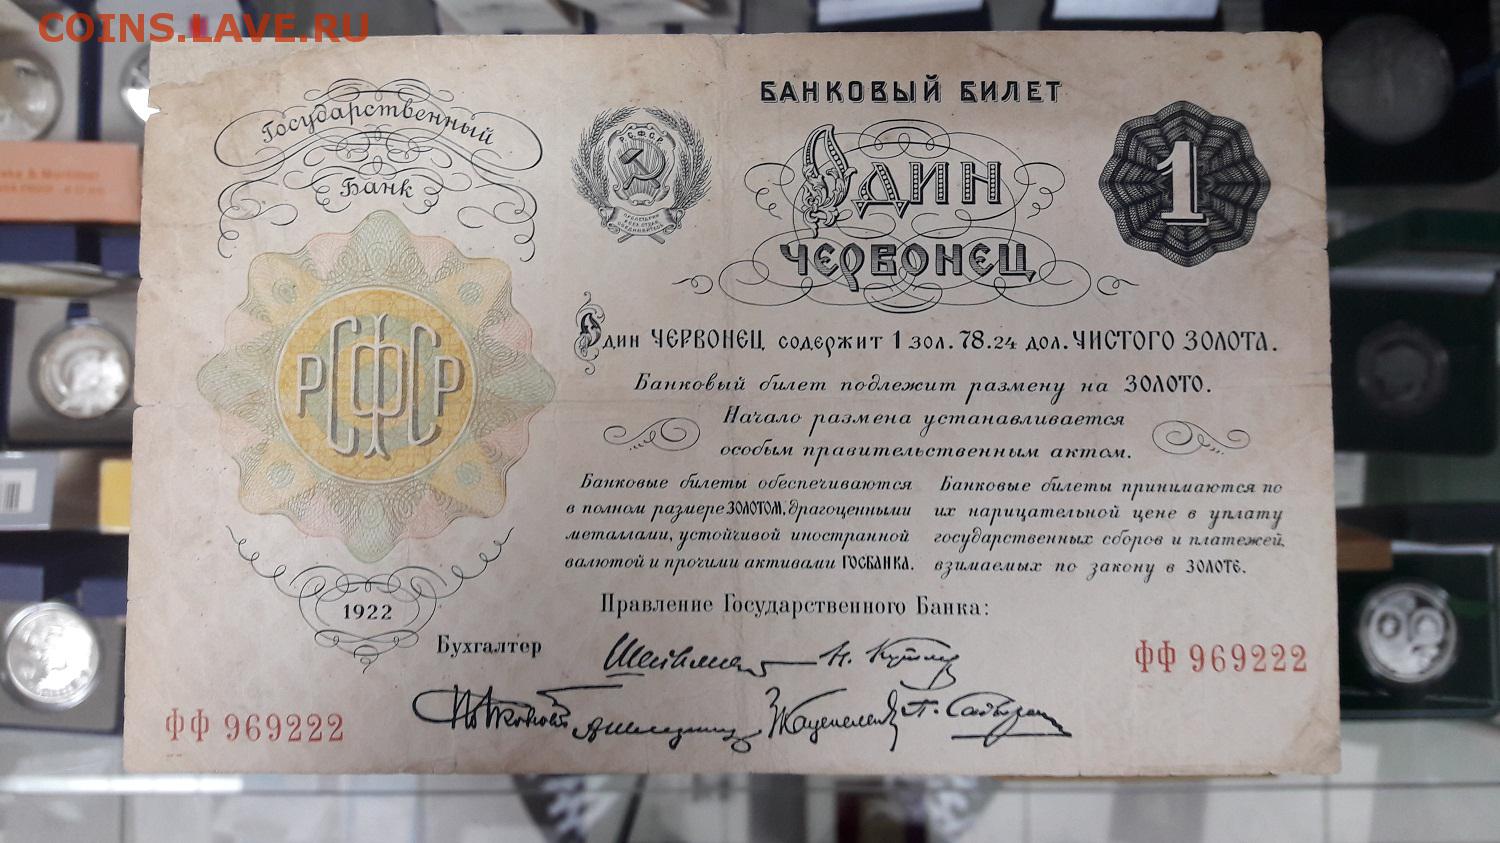 COINS.LAVE.RU
Государственный
Банк
РСФСР
1922
Р.С.Ф.С.Р.
БАНКОВЫЙ БИЛЕТ
ОДИН
ЧЕРВОНЕЦ
1
Один ЧЕРВОНЕЦ содержит 1 зол. 78.24 дол. ЧИСТОГО ЗОЛОТА.
Банковый билет подлежит размену на ЗОЛОТО.
Начало размена устанавливается
особым правительственным актом.
Банковые билеты обеспечиваются
в полном размере ЗОЛОТОМ, драгоценными
металлами, устойчивой иностранной
валютой и прочими активами ГОСБАНКА.
Банковые билеты принимаются по
их нарицательной цене в уплату
государственных сборов и платежей,
взимаемых по закону в ЗОЛОТЕ.
Правление Государственного Банка:
Бухгалтер
ФФ 969222
ФФ 969222